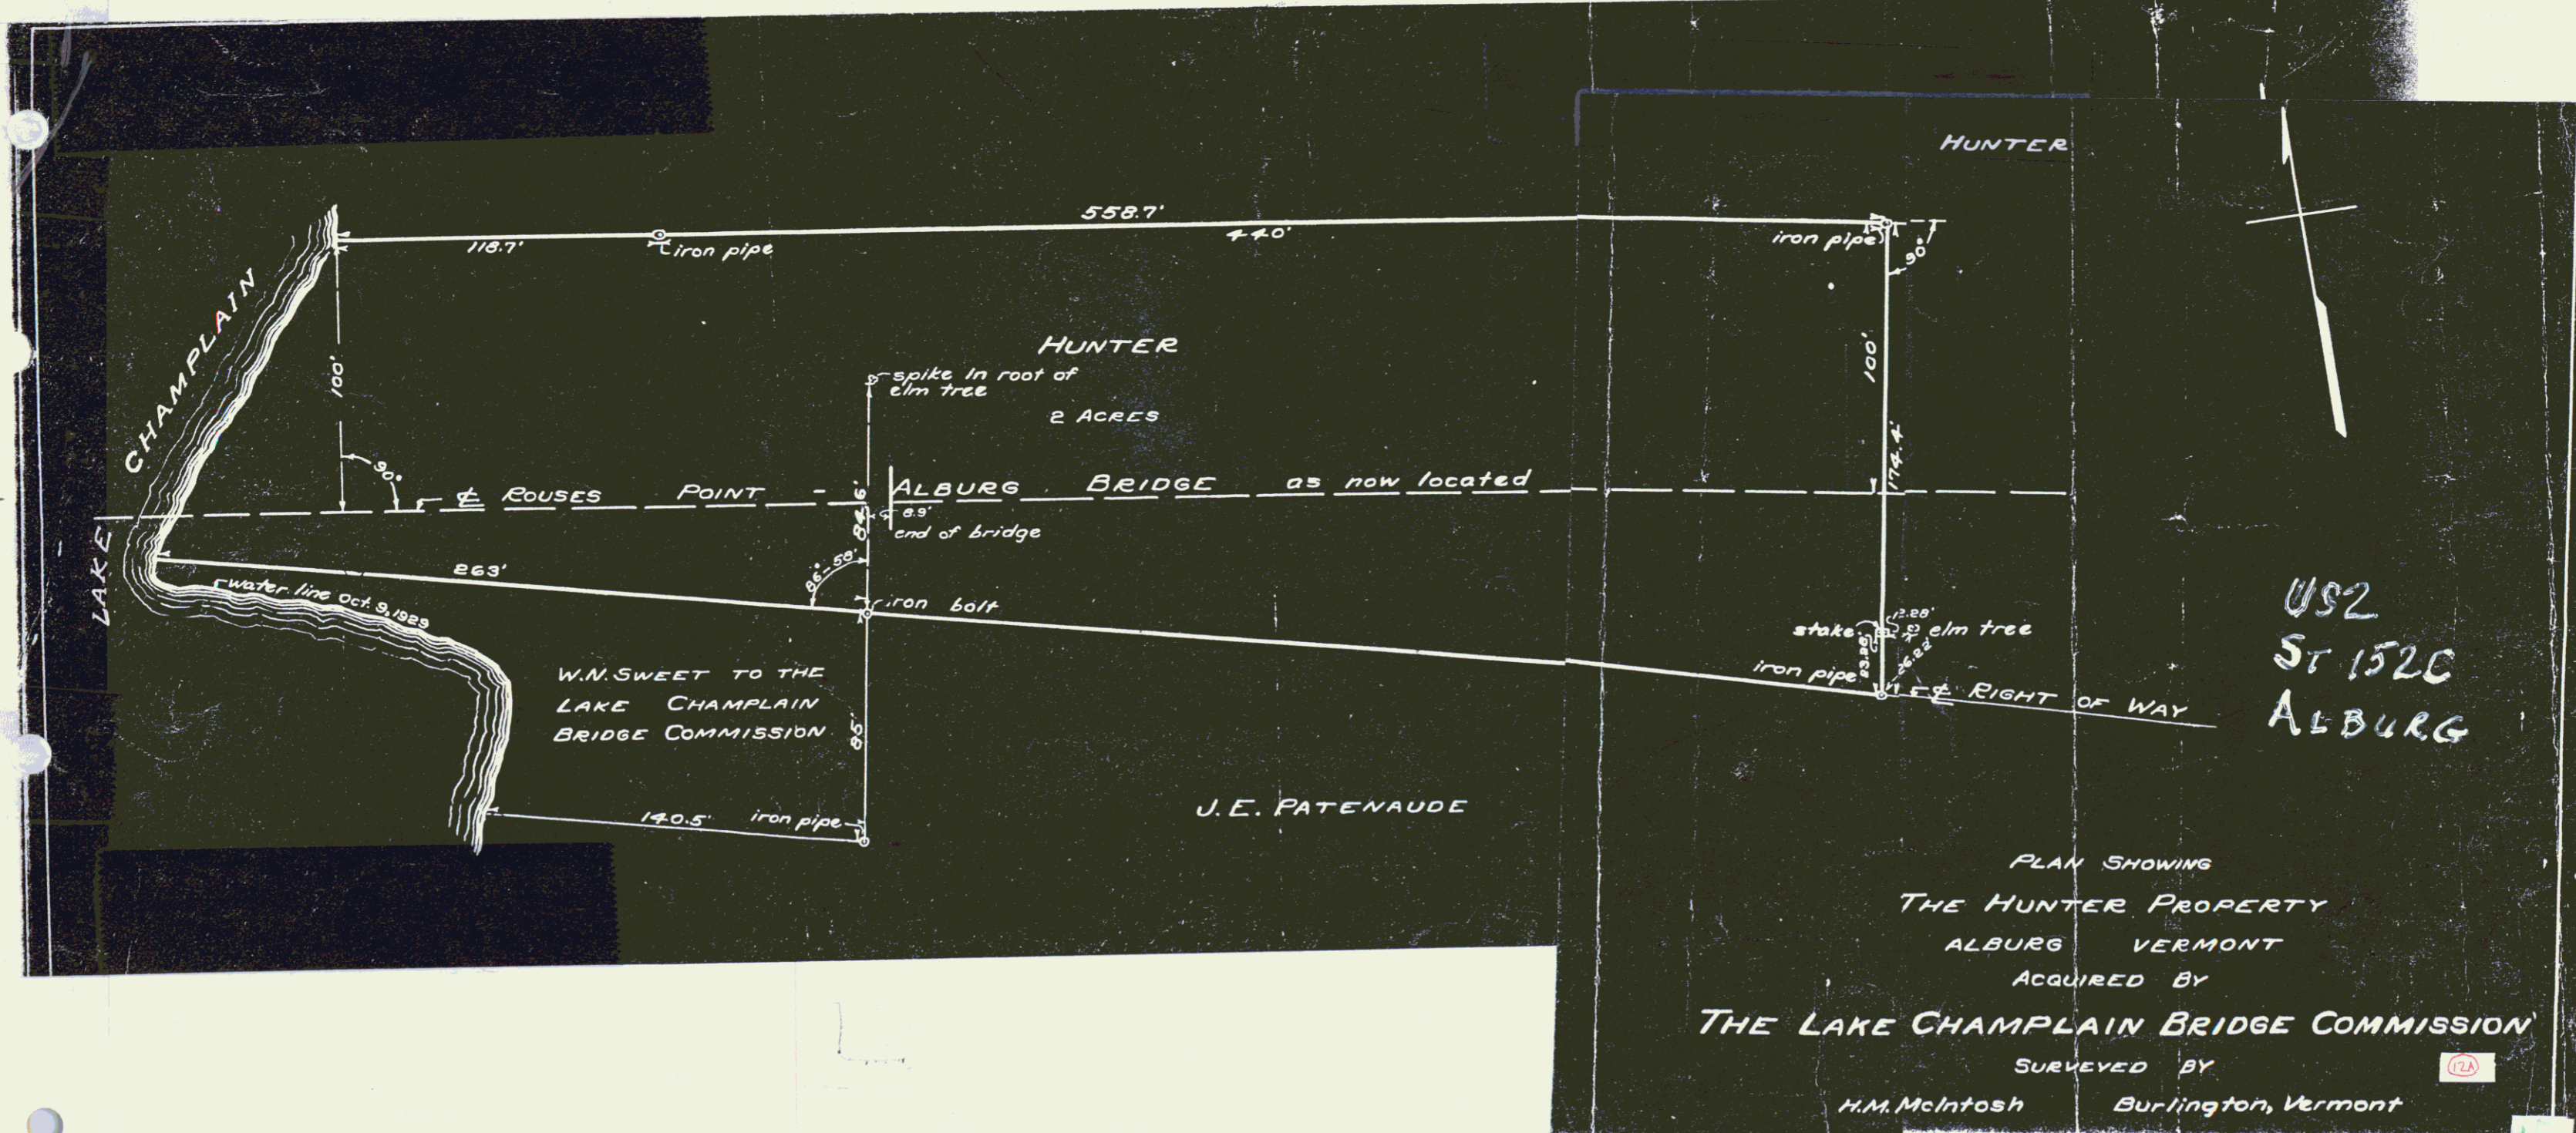 HUNTER
558.7'
118.7'
440'
iron pipe
iron pipe
90°
CHAMPLAIN
LAKE
100'
90°
HUNTER
spike in root of
elm tree
2 ACRES
100'
174.4'
℄ ROUSES POINT - ALBURG BRIDGE as now located
84.6'
8.9'
end of bridge
86°-58'
263'
iron bolt
water line Oct. 9, 1929
12.28'
stake
elm tree
26.22'
iron pipe
℄ RIGHT OF WAY
US2
ST 152C
ALBURG
W.N. SWEET TO THE
LAKE CHAMPLAIN
BRIDGE COMMISSION
85'
140.5'
iron pipe
J. E. PATENAUDE
PLAN SHOWING
THE HUNTER PROPERTY
ALBURG VERMONT
ACQUIRED BY
THE LAKE CHAMPLAIN BRIDGE COMMISSION
SURVEYED BY
12A
H.M. McIntosh Burlington, Vermont